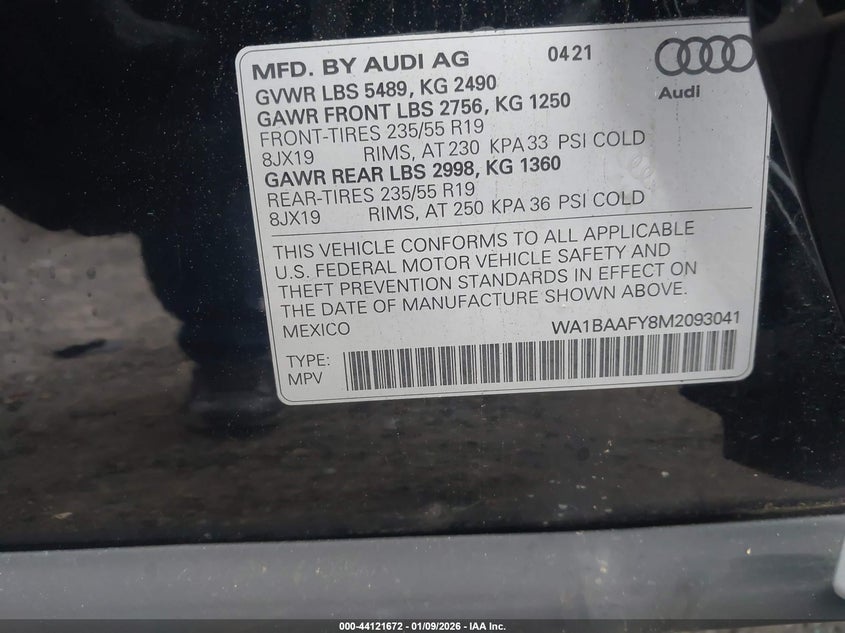 MFD. BY AUDI AG 0421
Audi
GVWR LBS 5489, KG 2490
GAWR FRONT LBS 2756, KG 1250
FRONT-TIRES 235/55 R19
8JX19 RIMS, AT 230 KPA 33 PSI COLD
GAWR REAR LBS 2998, KG 1360
REAR-TIRES 235/55 R19
8JX19 RIMS, AT 250 KPA 36 PSI COLD
THIS VEHICLE CONFORMS TO ALL APPLICABLE
U.S. FEDERAL MOTOR VEHICLE SAFETY AND
THEFT PREVENTION STANDARDS IN EFFECT ON
THE DATE OF MANUFACTURE SHOWN ABOVE.
MEXICO WA1BAAFY8M2093041
TYPE:
MPV
000-44121672 | 01/09/2026 - IAA Inc.